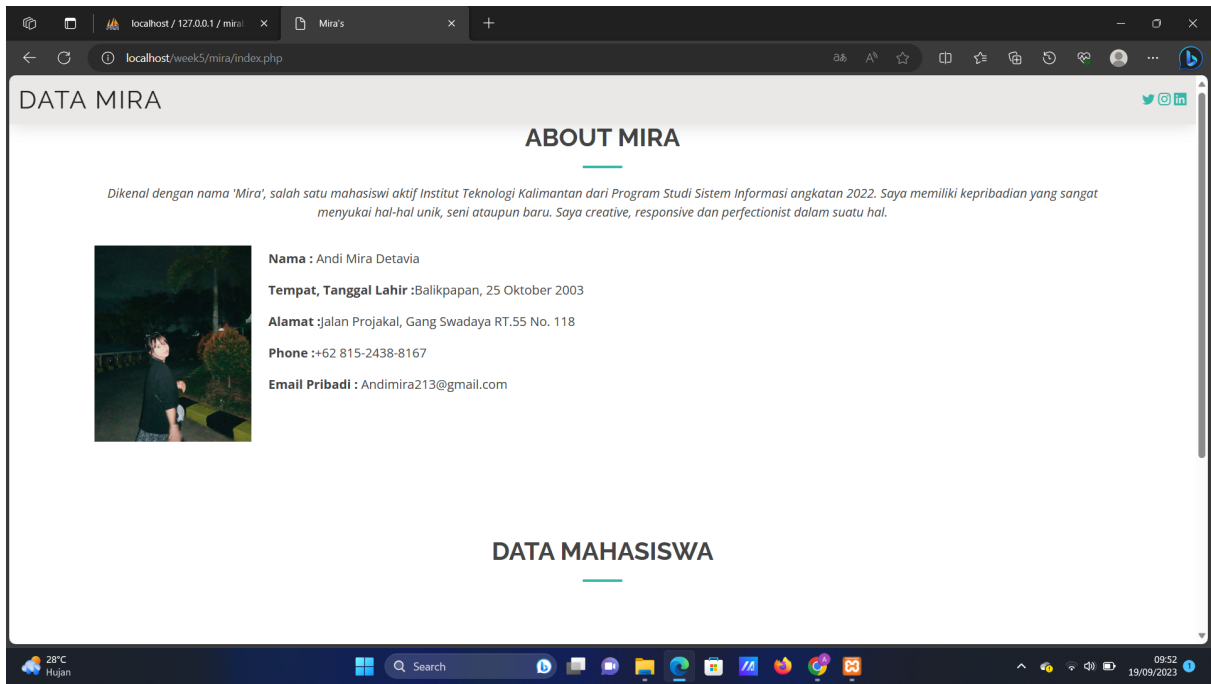 localhost / 127.0.0.1 / mira
Mira's
localhost/week5/mira/index.php
DATA MIRA
ABOUT MIRA
Dikenal dengan nama 'Mira', salah satu mahasiswi aktif Institut Teknologi Kalimantan dari Program Studi Sistem Informasi angkatan 2022. Saya memiliki kepribadian yang sangat
menyukai hal-hal unik, seni ataupun baru. Saya creative, responsive dan perfectionist dalam suatu hal.
Nama : Andi Mira Detavia
Tempat, Tanggal Lahir :Balikpapan, 25 Oktober 2003
Alamat :Jalan Projakal, Gang Swadaya RT.55 No. 118
Phone :+62 815-2438-8167
Email Pribadi : Andimira213@gmail.com
DATA MAHASISWA
28°C
Hujan
Search
09:52
19/09/2023
1